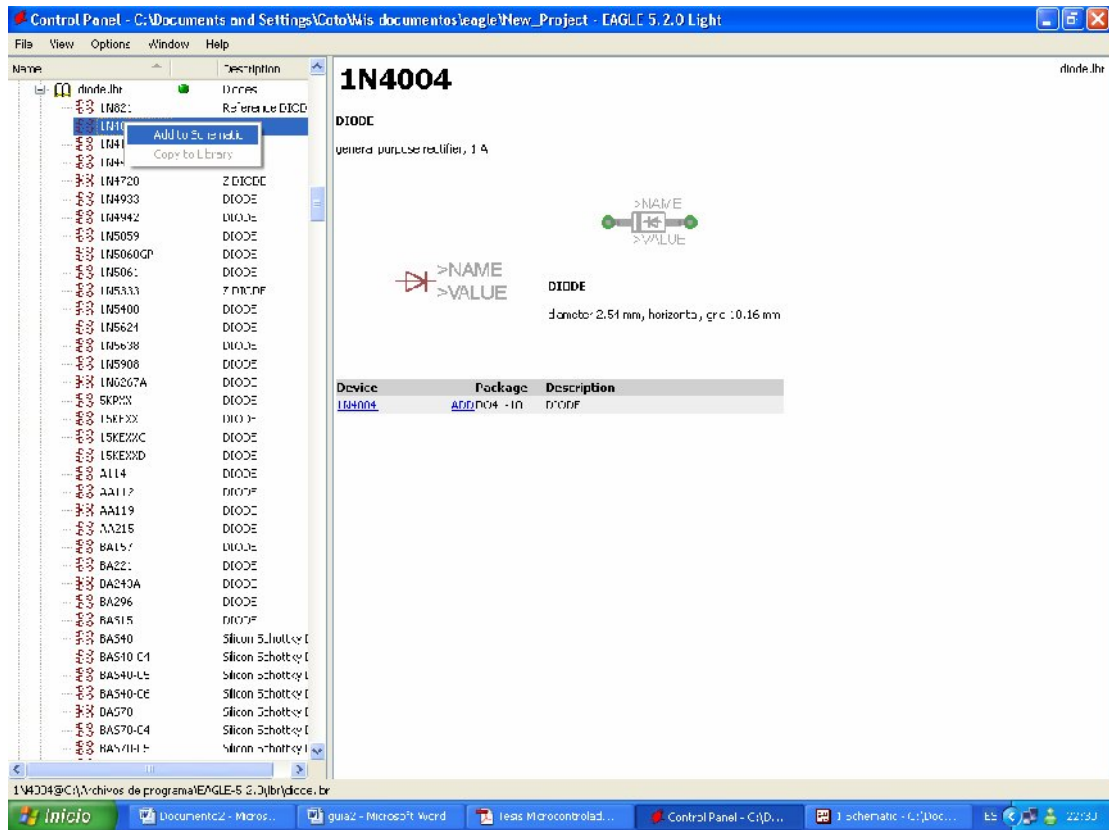 Control Panel - C:\Documents and Settings\Coto\Mis documentos\eagle\New_Project - EAGLE 5.2.0 Light
File View Options Window Help
Name Description
diode.lbr Diodes
1N821 Reference DIOD
Add to Schematic
Copy to Library
1N4720 Z DIODE
1N4933 DIODE
1N4942 DIODE
1N5059 DIODE
1N5060GP DIODE
1N5061 DIODE
1N5333 Z DIODE
1N5400 DIODE
1N5624 DIODE
1N5638 DIODE
1N5908 DIODE
1N6267A DIODE
5KPXX DIODE
15KEXX DIODE
15KEXXC DIODE
15KEXXD DIODE
A114 DIODE
AA112 DIODE
AA119 DIODE
AA215 DIODE
BA157 DIODE
BA221 DIODE
BA243A DIODE
BA296 DIODE
BA515 DIODE
BAS40 Silicon Schottky D
BAS40-04 Silicon Schottky D
BAS40-05 Silicon Schottky D
BAS40-06 Silicon Schottky D
BAS70 Silicon Schottky D
BAS70-04 Silicon Schottky D
BAS70-05 Silicon Schottky D
1N4004
diode.lbr
DIODE
general purpose rectifier, 1 A
>NAME
>VALUE
>NAME
>VALUE
DIODE
diameter 2.54 mm, horizontal, grid 10.16 mm
Device Package Description
1N4004 ADD DO41-10 DIODE
1N4004@C:\Archivos de programa\EAGLE-5.2.0\lbr\diode.lbr
Inicio Documento2 - Micros... guia2 - Microsoft Word Tesis Microcontrolad... Control Panel - C:\D... 1 Schematic - C:\Doc... ES